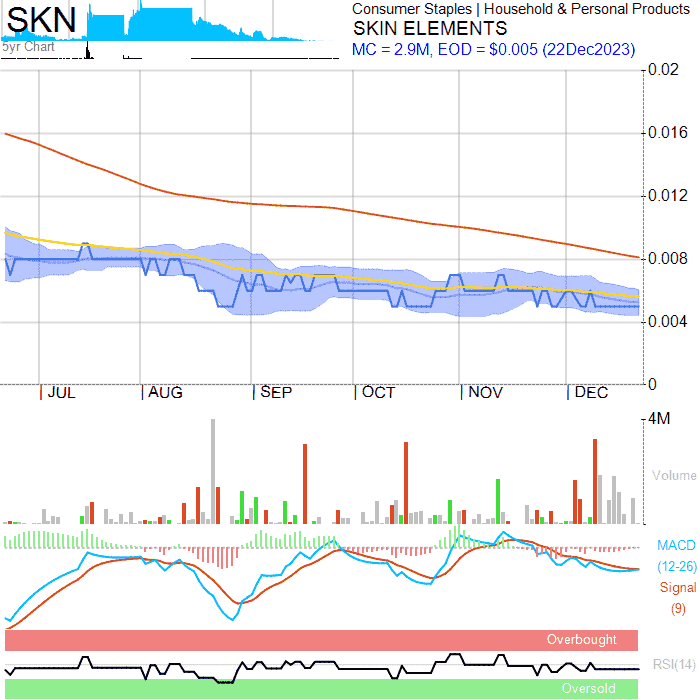 SKN
5yr Chart
Consumer Staples | Household & Personal Products
SKIN ELEMENTS
MC = 2.9M, EOD = $0.005 (22Dec2023)
0.02
0.016
0.012
0.008
0.004
0
JUL
AUG
SEP
OCT
NOV
DEC
4M
Volume
MACD
(12-26)
Signal
(9)
Overbought
RSI(14)
Oversold